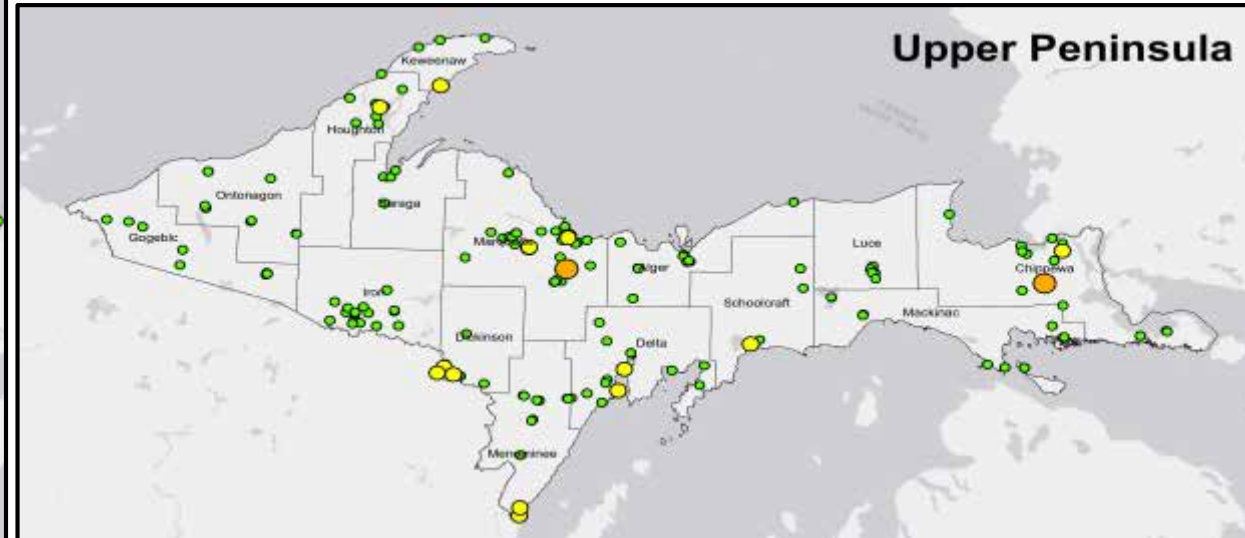 Upper Peninsula
Keweenaw
Houghton
Ontonagon
Baraga
Gogebic
Marquette
Luce
Alger
Chippewa
Iron
Schoolcraft
Mackinac
Dickinson
Delta
Menominee